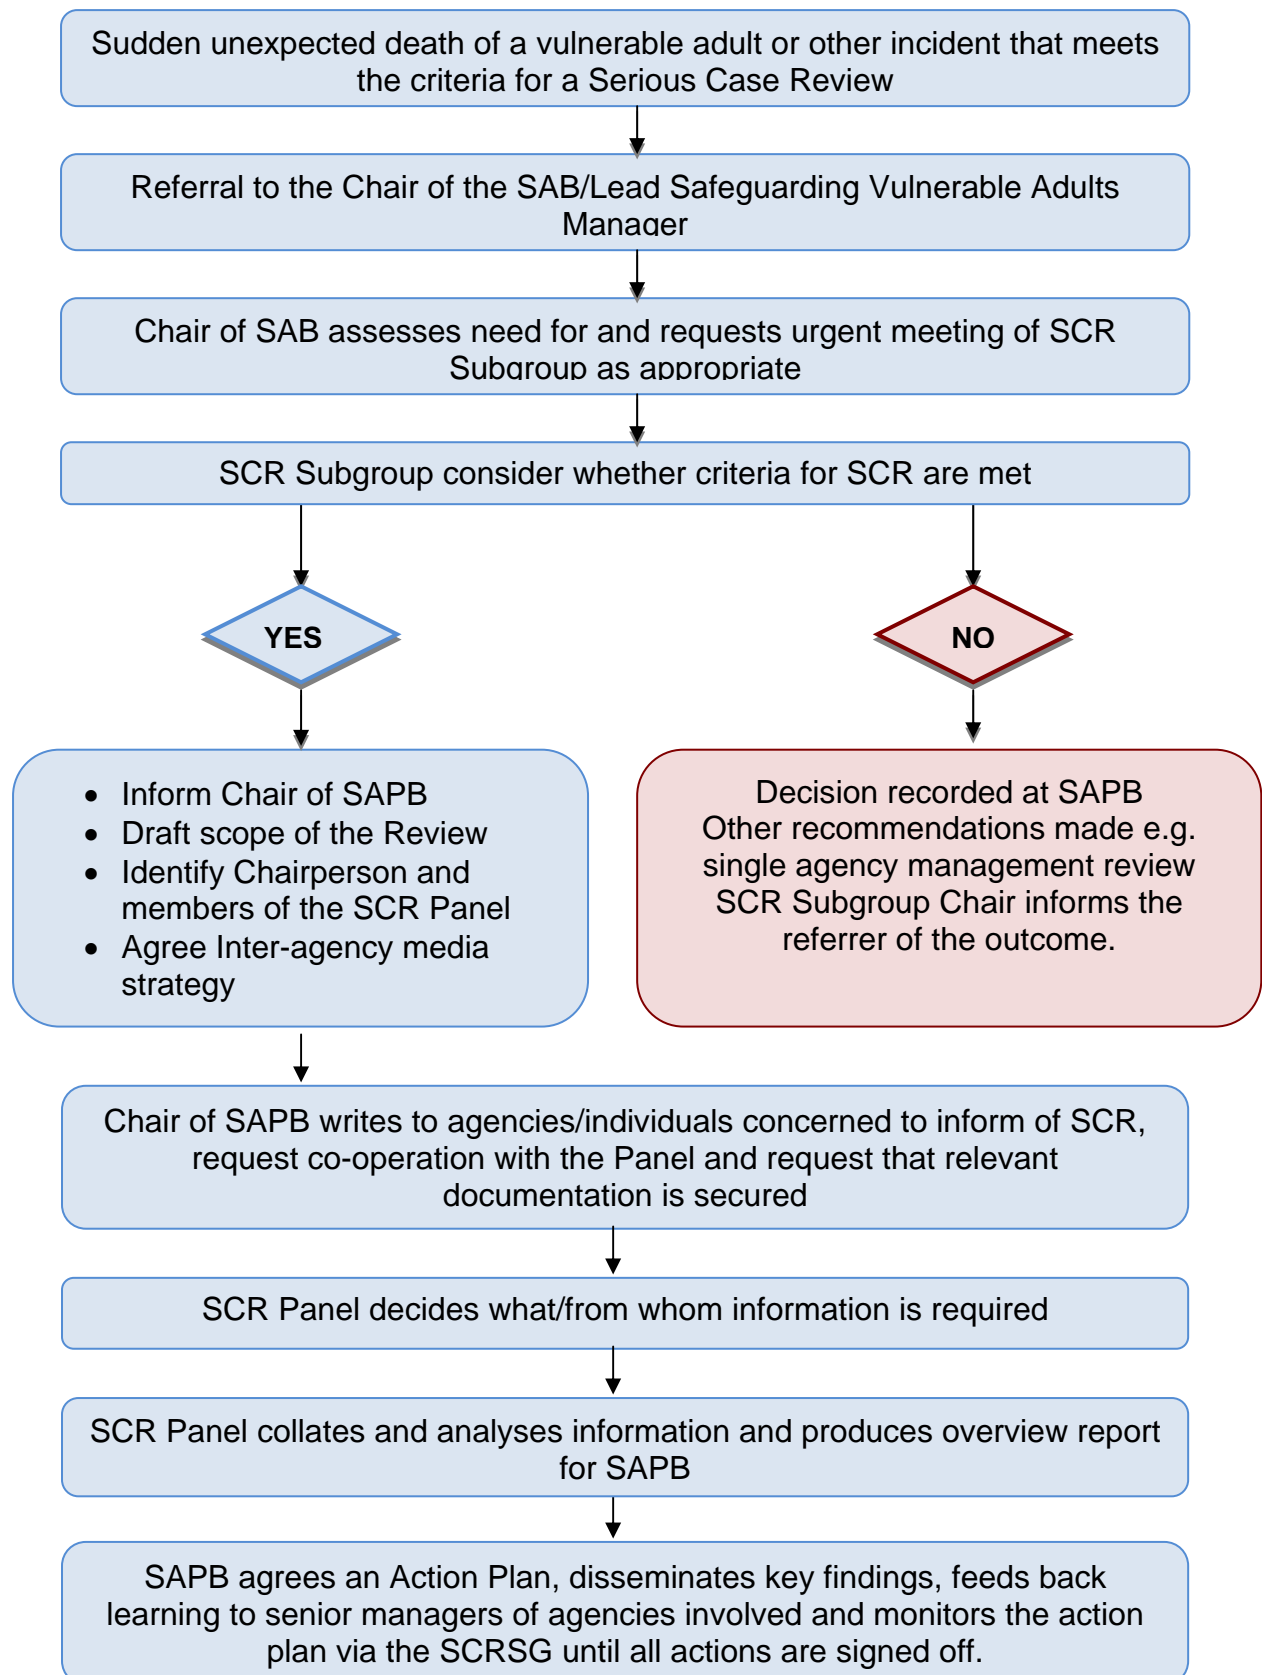 Sudden unexpected death of a vulnerable adult or other incident that meets
the criteria for a Serious Case Review
Referral to the Chair of the SAB/Lead Safeguarding Vulnerable Adults
Manager
Chair of SAB assesses need for and requests urgent meeting of SCR
Subgroup as appropriate
SCR Subgroup consider whether criteria for SCR are met
YES
NO
• Inform Chair of SAPB
• Draft scope of the Review
• Identify Chairperson and
members of the SCR Panel
• Agree Inter-agency media
strategy
Decision recorded at SAPB
Other recommendations made e.g.
single agency management review
SCR Subgroup Chair informs the
referrer of the outcome.
Chair of SAPB writes to agencies/individuals concerned to inform of SCR,
request co-operation with the Panel and request that relevant
documentation is secured
SCR Panel decides what/from whom information is required
SCR Panel collates and analyses information and produces overview report
for SAPB
SAPB agrees an Action Plan, disseminates key findings, feeds back
learning to senior managers of agencies involved and monitors the action
plan via the SCRSG until all actions are signed off.